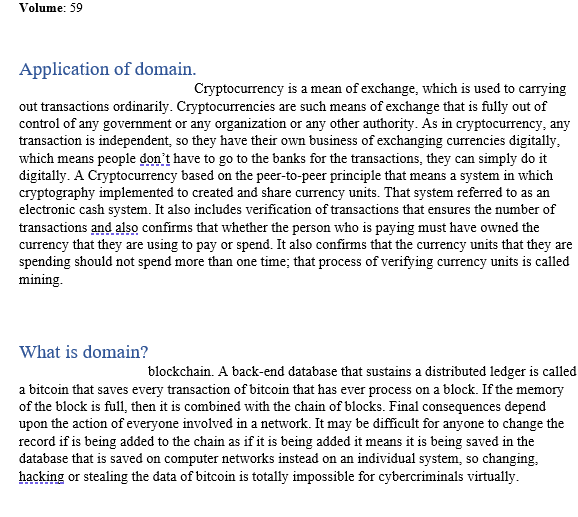 Volume: 59
Application of domain.
Cryptocurrency is a mean of exchange, which is used to carrying
out transactions ordinarily. Cryptocurrencies are such means of exchange that is fully out of
control of any government or any organization or any other authority. As in cryptocurrency, any
transaction is independent, so they have their own business of exchanging currencies digitally,
which means people don't have to go to the banks for the transactions, they can simply do it
digitally. A Cryptocurrency based on the peer-to-peer principle that means a system in which
cryptography implemented to created and share currency units. That system referred to as an
electronic cash system. It also includes verification of transactions that ensures the number of
transactions and also confirms that whether the person who is paying must have owned the
currency that they are using to pay or spend. It also confirms that the currency units that they are
spending should not spend more than one time; that process of verifying currency units is called
mining.
What is domain?
blockchain. A back-end database that sustains a distributed ledger is called
a bitcoin that saves every transaction of bitcoin that has ever process on a block. If the memory
of the block is full, then it is combined with the chain of blocks. Final consequences depend
upon the action of everyone involved in a network. It may be difficult for anyone to change the
record if is being added to the chain as if it is being added it means it is being saved in the
database that is saved on computer networks instead on an individual system, so changing,
hacking or stealing the data of bitcoin is totally impossible for cybercriminals virtually.